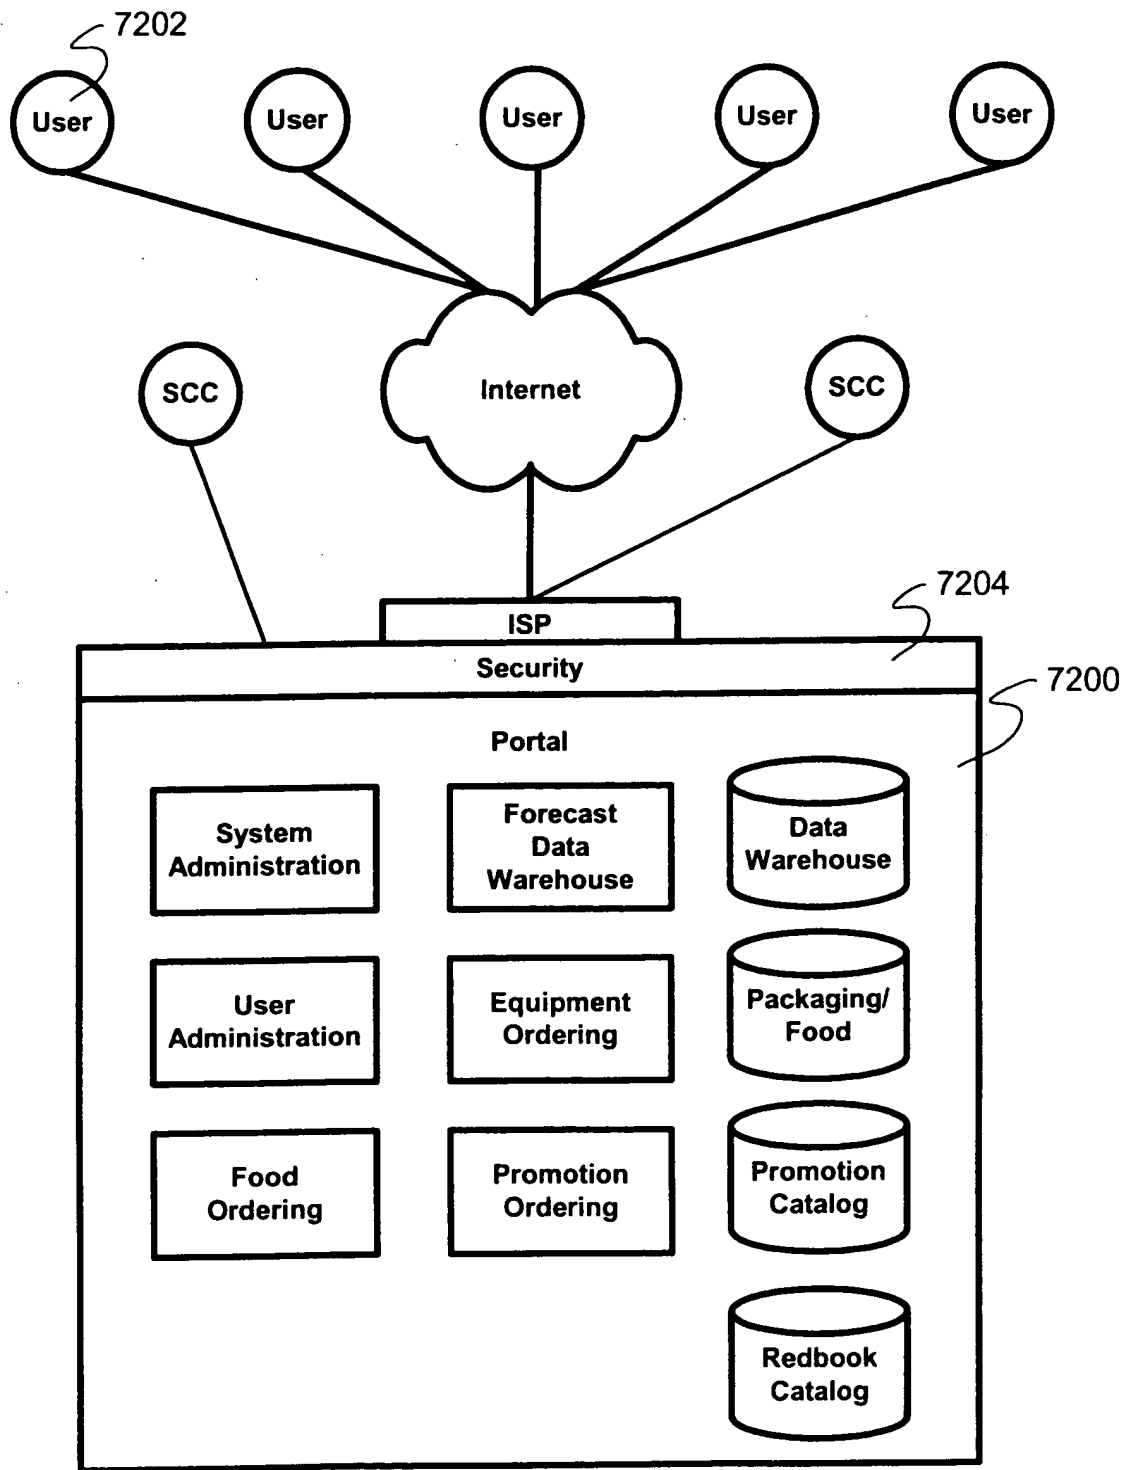 7202
User
User
User
User
User
SCC
Internet
SCC
ISP
7204
Security
7200
Portal
System
Administration
Forecast
Data
Warehouse
Data
Warehouse
User
Administration
Equipment
Ordering
Packaging/
Food
Food
Ordering
Promotion
Ordering
Promotion
Catalog
Redbook
Catalog